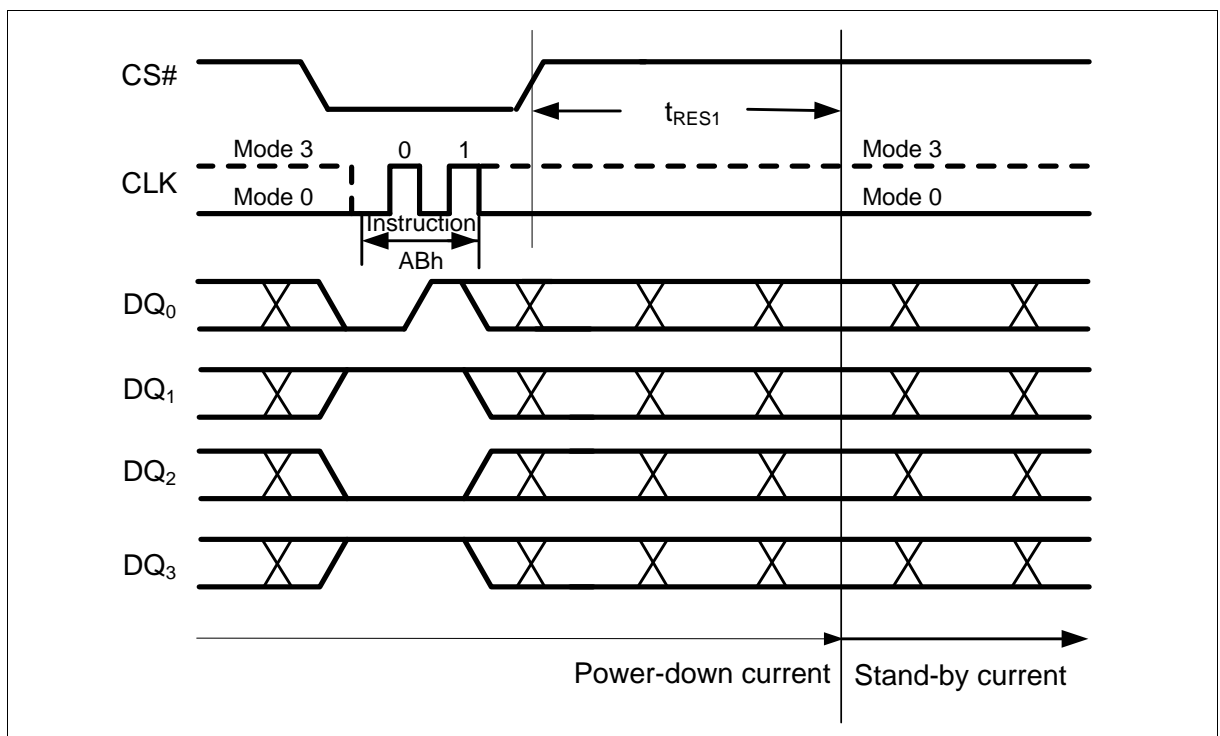 CS#
tRES1
Mode 3 0 1 Mode 3
CLK
Mode 0 Mode 0
Instruction
ABh
DQ0
DQ1
DQ2
DQ3
Power-down current Stand-by current